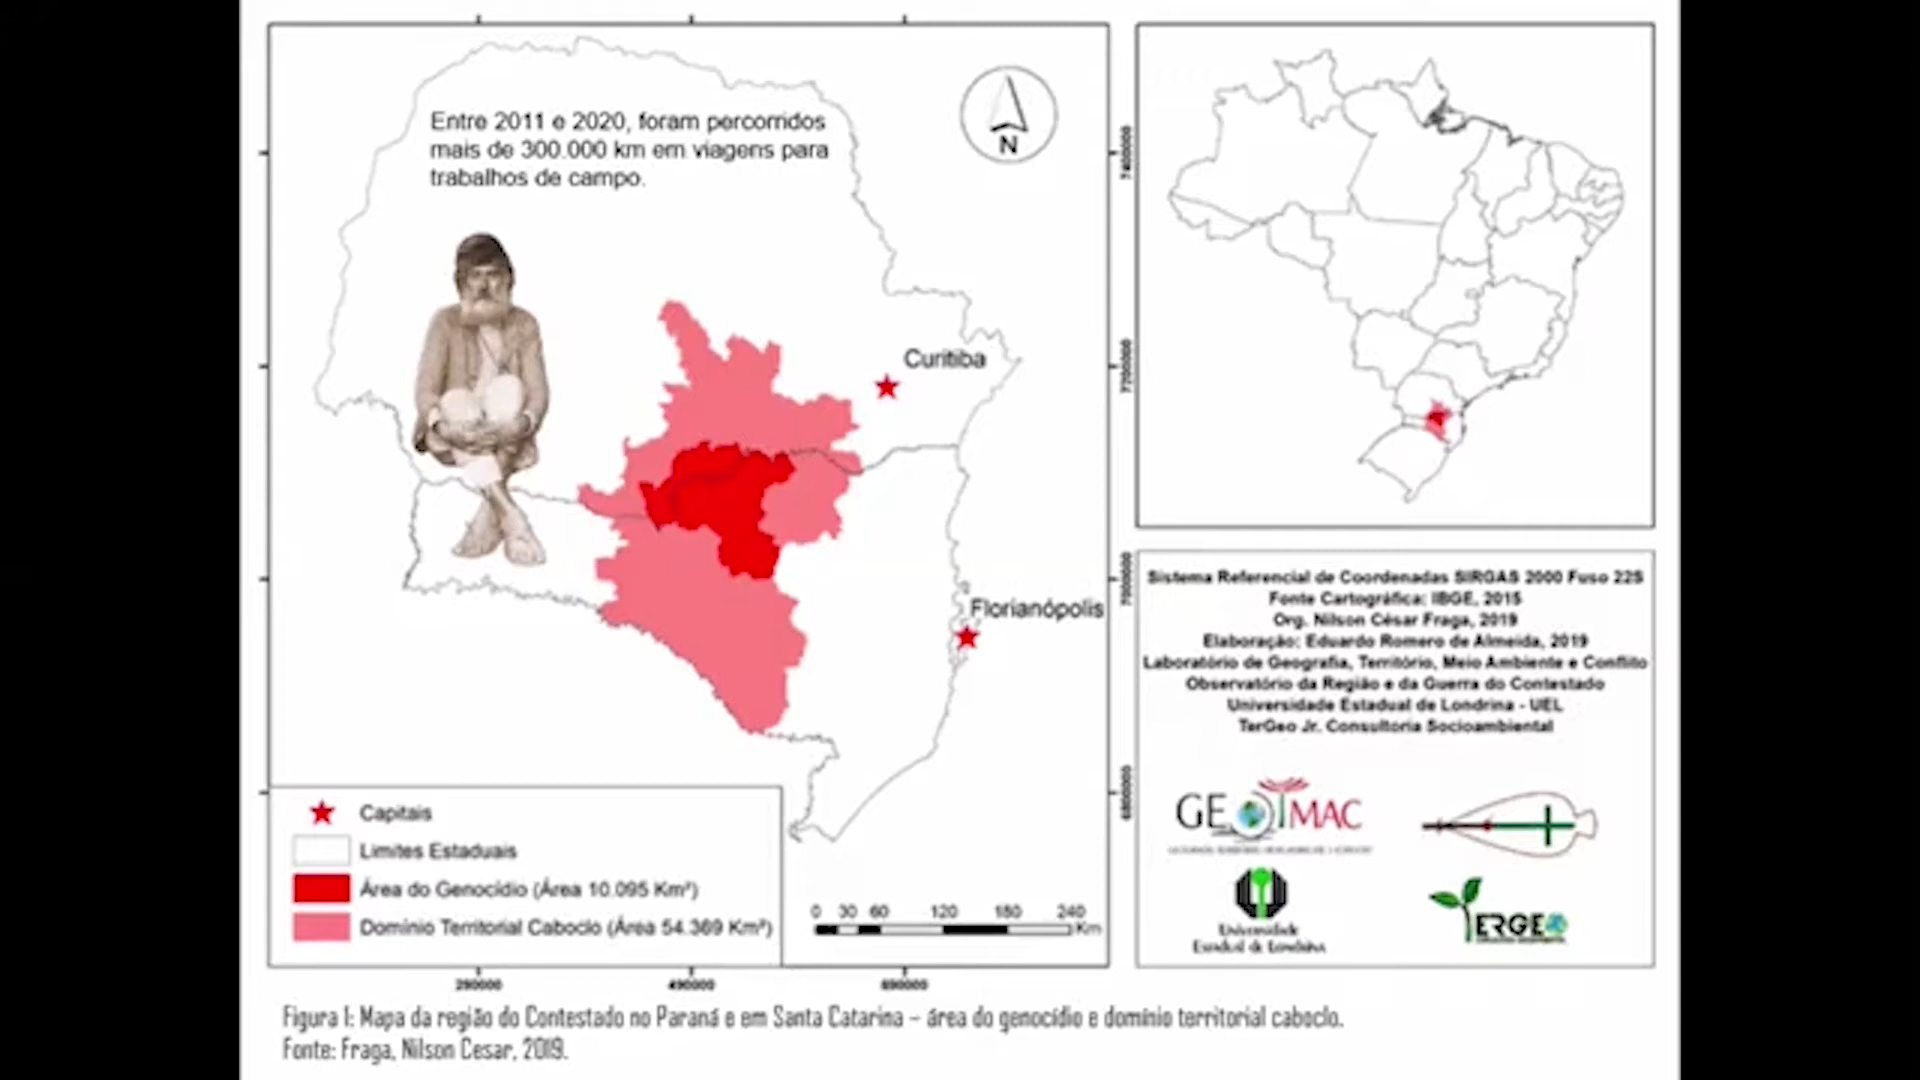 Entre 2011 e 2020, foram percorridos
mais de 300.000 km em viagens para
trabalhos de campo.
N
Curitiba
Florianópolis
Capitais
Limites Estaduais
Área do Genocídio (Área 10.095 Km²)
Domínio Territorial Caboclo (Área 54.369 Km²)
0 30 60 120 180 240
Km
290000 490000 690000
7400000
7200000
7000000
6800000
Sistema Referencial de Coordenadas SIRGAS 2000 Fuso 22S
Fonte Cartográfica: IBGE, 2015
Org. Nilson César Fraga, 2019
Elaboração: Eduardo Romero de Almeida, 2019
Laboratório de Geografia, Território, Meio Ambiente e Conflito
Observatório da Região e da Guerra do Contestado
Universidade Estadual de Londrina - UEL
TerGeo Jr. Consultoria Socioambiental
GEOTMAC
Universidade
Estadual de Londrina
TERGEO
Figura 1: Mapa da região do Contestado no Paraná e em Santa Catarina – área do genocídio e domínio territorial caboclo.
Fonte: Fraga, Nilson Cesar, 2019.